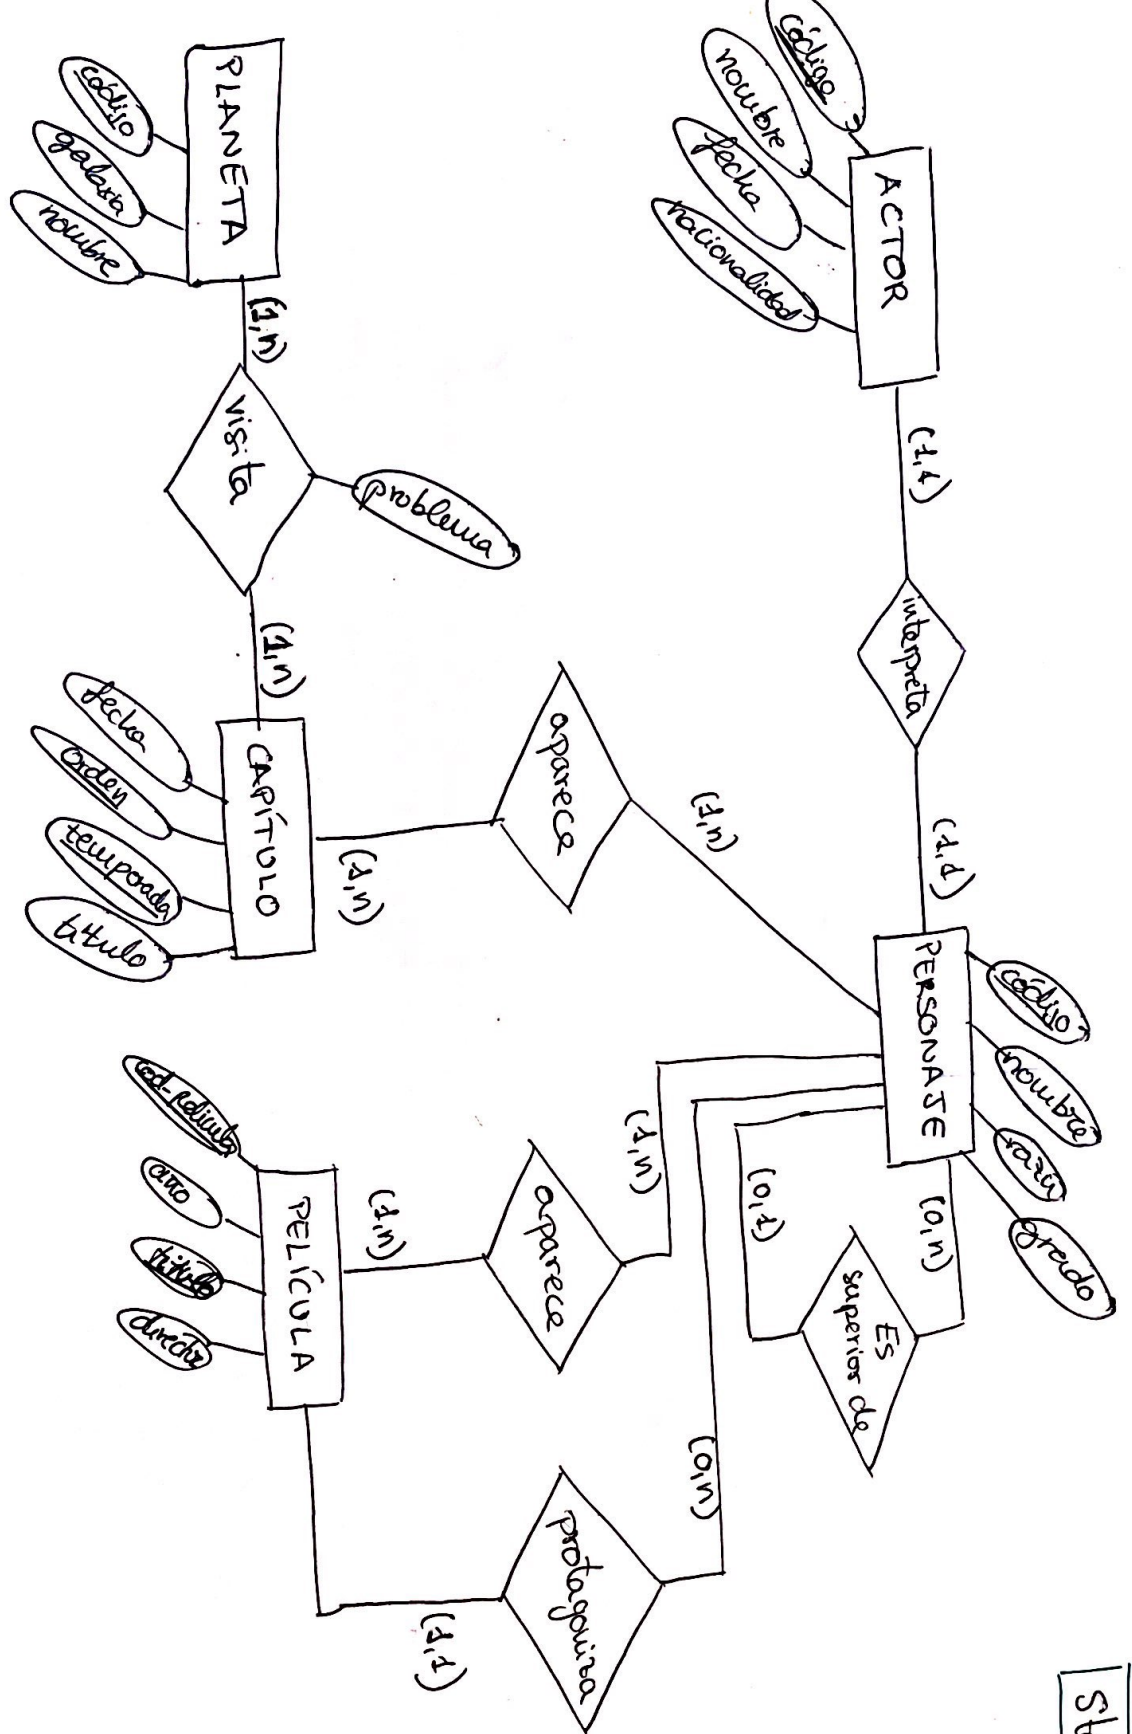 código
nombre
fecha
nacionalidad
ACTOR
(1,1)
interpreta
(1,1)
PERSONAJE
código
nombre
raza
grado
(0,n)
(0,1)
Es
superior de
(1,n)
aparece
(1,n)
(1,n)
aparece
(1,n)
(0,n)
protagoniza
(1,1)
PLANETA
código
galaxia
nombre
(1,n)
visita
problema
(1,n)
CAPÍTULO
fecha
orden
temporada
título
PELÍCULA
cod-película
año
título
director